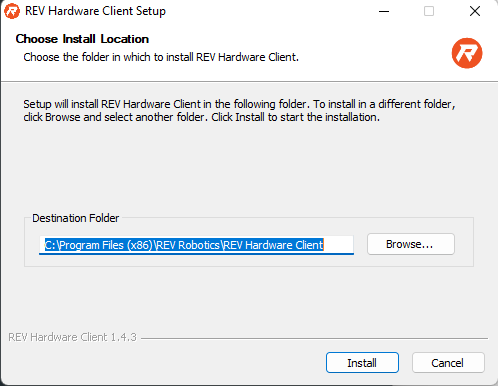 REV Hardware Client Setup
Choose Install Location
Choose the folder in which to install REV Hardware Client.
Setup will install REV Hardware Client in the following folder. To install in a different folder,
click Browse and select another folder. Click Install to start the installation.
Destination Folder
C:\Program Files (x86)\REV Robotics\REV Hardware Client
Browse...
REV Hardware Client 1.4.3
Install
Cancel